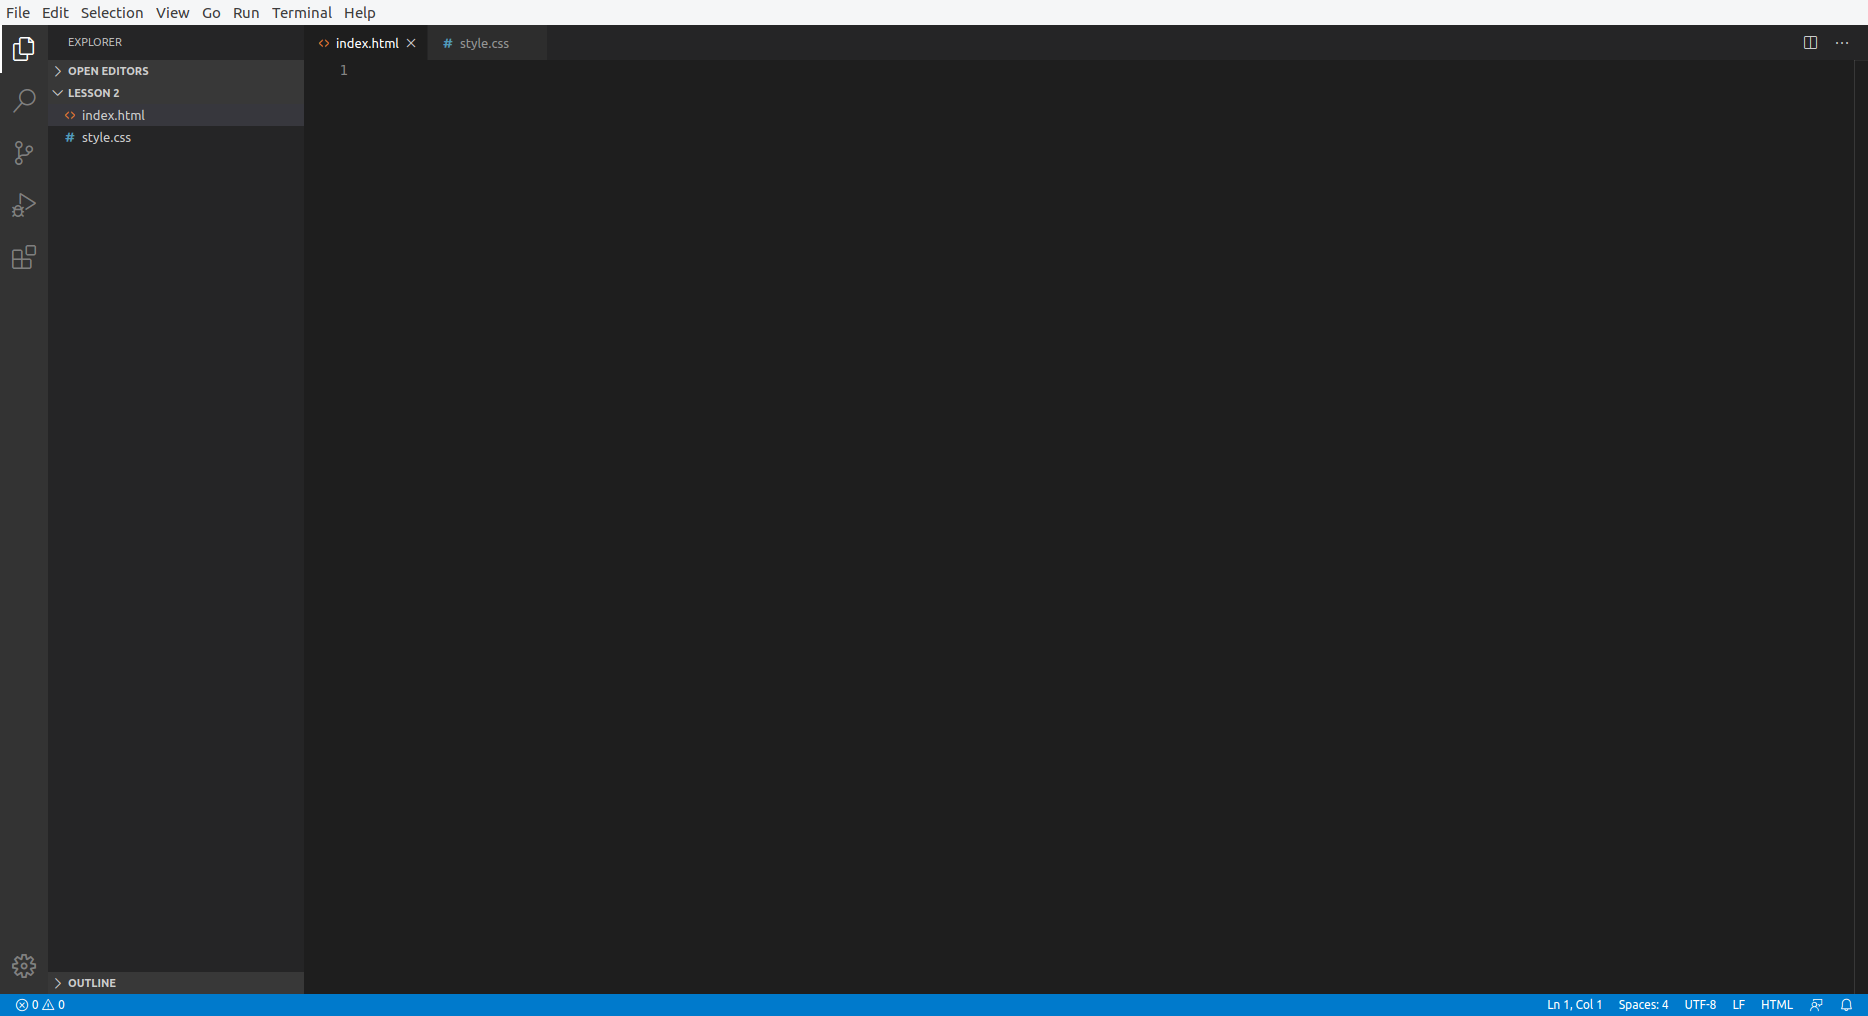 File Edit Selection View Go Run Terminal Help
EXPLORER
OPEN EDITORS
LESSON 2
index.html
# style.css
OUTLINE
<> index.html # style.css
1
0 0
Ln 1, Col 1 Spaces: 4 UTF-8 LF HTML